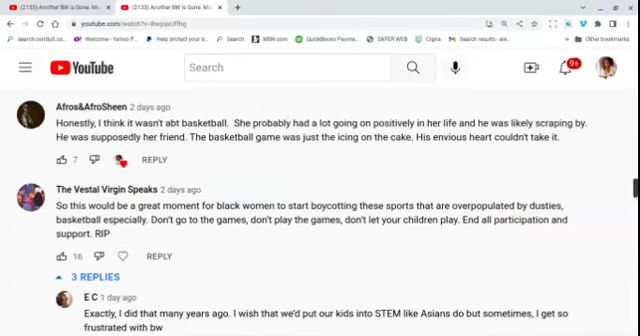 (2133) Another BW is Gone. Mu
(2133) Another BW is Gone. Mu
youtube.com/watch?v=
search.conduit.co...
Welcome - Yahoo P...
Help protect your b...
Search
MSN.com
QuickBooks Payme...
SAFER WEB
Cigna
Search results - aw...
Other bookmarks
YouTube
Search
9+
Afros&AfroSheen 2 days ago
Honestly, I think it wasn't abt basketball. She probably had a lot going on positively in her life and he was likely scraping by.
He was supposedly her friend. The basketball game was just the icing on the cake. His envious heart couldn't take it.
7 REPLY
The Vestal Virgin Speaks 2 days ago
So this would be a great moment for black women to start boycotting these sports that are overpopulated by dusties,
basketball especially. Don't go to the games, don't play the games, don't let your children play. End all participation and
support. RIP
16 REPLY
3 REPLIES
E C 1 day ago
Exactly, I did that many years ago. I wish that we'd put our kids into STEM like Asians do but sometimes, I get so
frustrated with bw